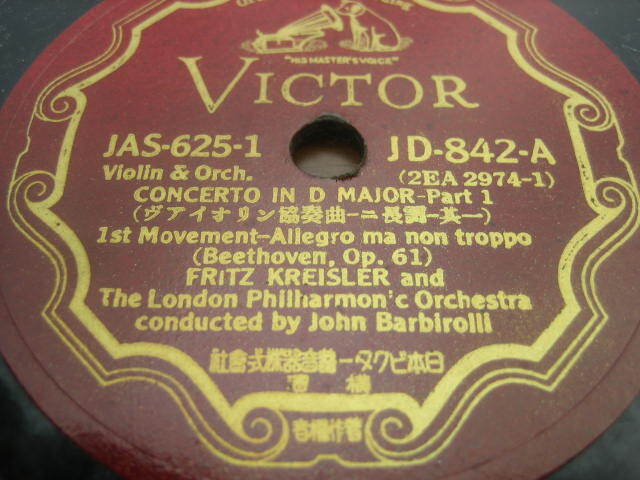 "HIS MASTER'S VOICE"
VICTOR
JAS-625-1 JD-842-A
Violin & Orch. (2EA 2974-1)
CONCERTO IN D MAJOR-Part 1
(ヴアイオリン協奏曲-ニ長調-其一)
1st Movement-Allegro ma non troppo
(Beethoven, Op. 61)
FRITZ KREISLER and
The London Philharmon'c Orchestra
conducted by John Barbirolli
日本ビクター蓄音器株式會社